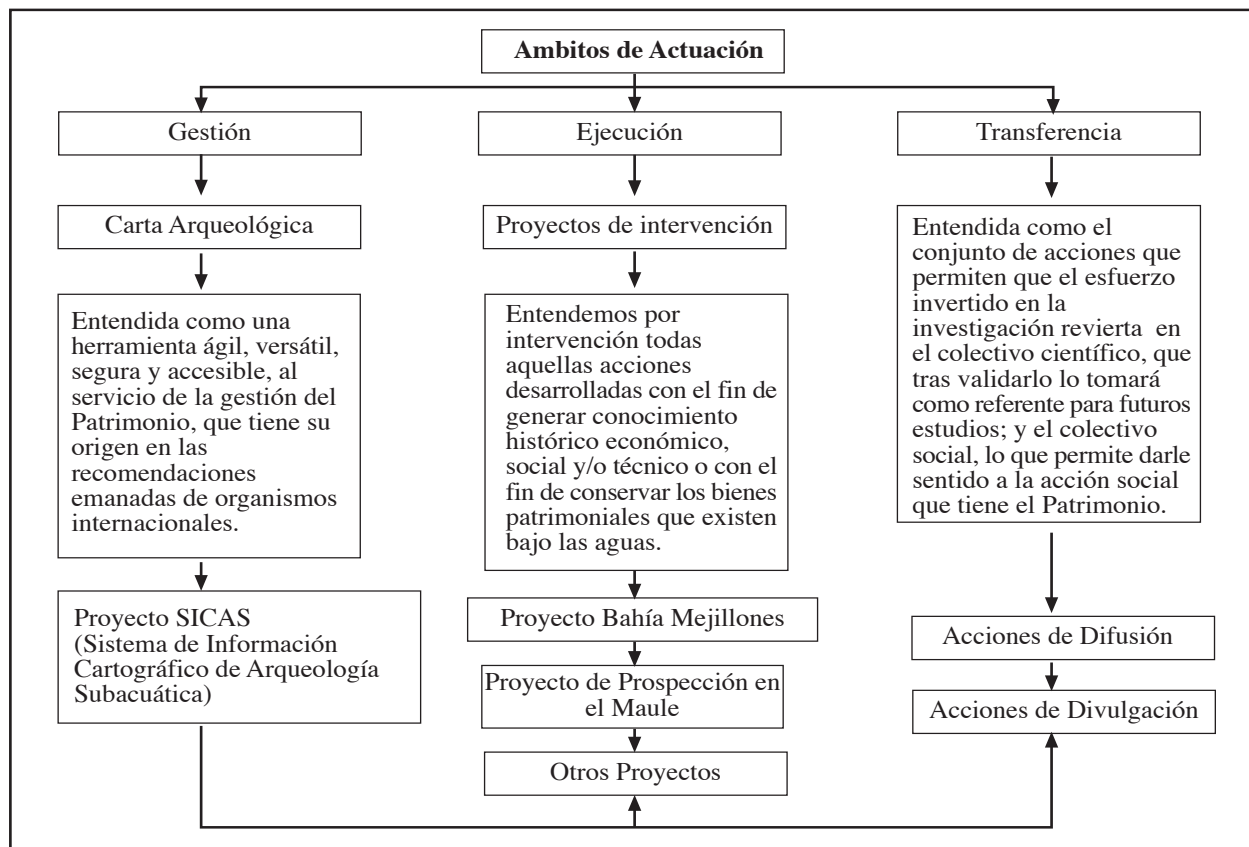 Ambitos de Actuación
Gestión
Ejecución
Transferencia
Carta Arqueológica
Proyectos de intervención
Entendida como una
herramienta ágil, versátil,
segura y accesible, al
servicio de la gestión del
Patrimonio, que tiene su
origen en las
recomendaciones
emanadas de organismos
internacionales.
Entendemos por
intervención todas
aquellas acciones
desarrolladas con el fin de
generar conocimiento
histórico económico,
social y/o técnico o con el
fin de conservar los bienes
patrimoniales que existen
bajo las aguas.
Entendida como el
conjunto de acciones que
permiten que el esfuerzo
invertido en la
investigación revierta en
el colectivo científico, que
tras validarlo lo tomará
como referente para futuros
estudios; y el colectivo
social, lo que permite darle
sentido a la acción social
que tiene el Patrimonio.
Proyecto SICAS
(Sistema de Información
Cartográfico de Arqueología
Subacuática)
Proyecto Bahía Mejillones
Proyecto de Prospección en
el Maule
Otros Proyectos
Acciones de Difusión
Acciones de Divulgación